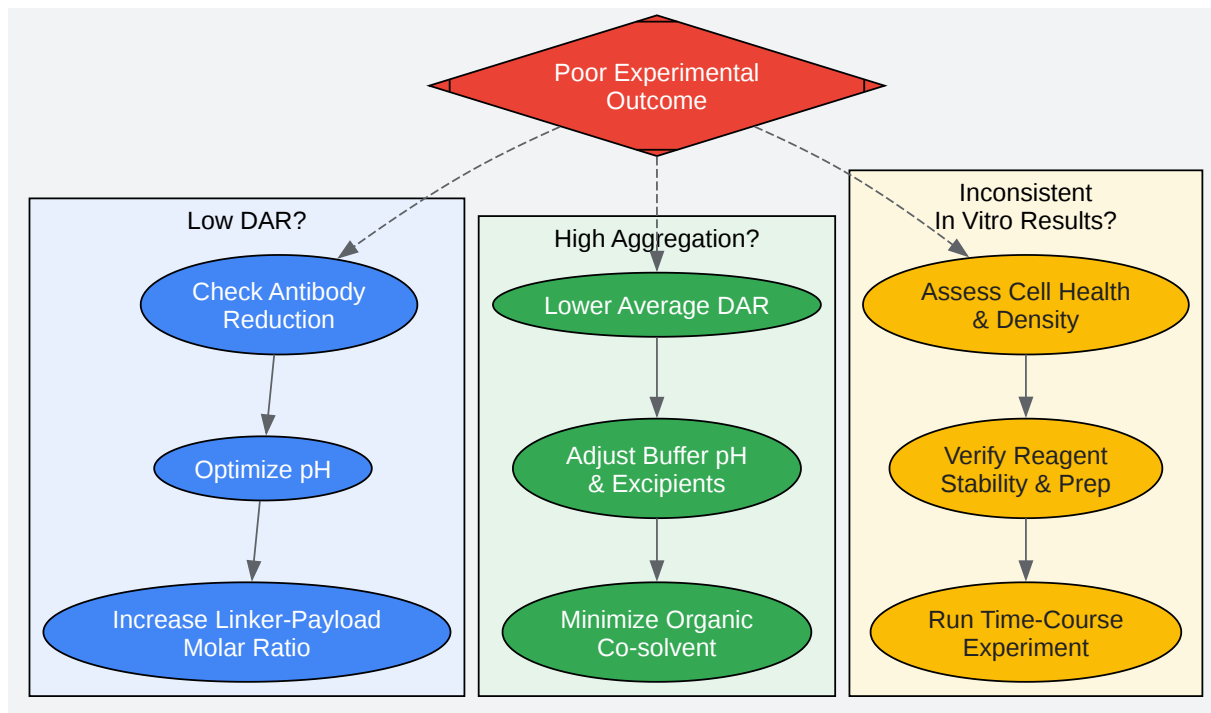 Poor Experimental
Outcome
Low DAR?
Check Antibody
Reduction
Optimize pH
Increase Linker-Payload
Molar Ratio
High Aggregation?
Lower Average DAR
Adjust Buffer pH
& Excipients
Minimize Organic
Co-solvent
Inconsistent
In Vitro Results?
Assess Cell Health
& Density
Verify Reagent
Stability & Prep
Run Time-Course
Experiment